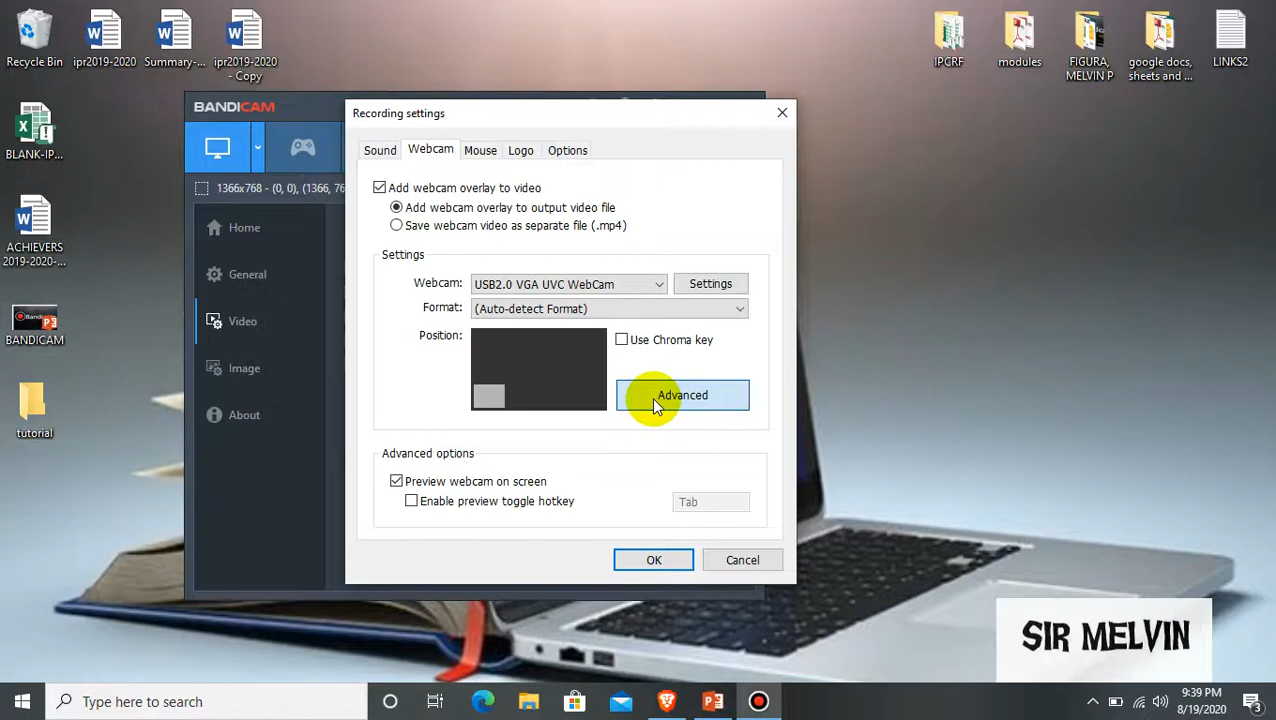 Recycle Bin
ipr2019-2020
Summary-...
ipr2019-2020
- Copy
IPCRF
modules
FIGURA,
MELVIN P
google docs,
sheets and ...
LINKS2
BLANK-IP...
ACHIEVERS
2019-2020-...
BANDICAM
tutorial
BANDICAM
1366x768 - (0, 0), (1366, 76
Home
General
Video
Image
About
Recording settings
Sound
Webcam
Mouse
Logo
Options
Add webcam overlay to video
Add webcam overlay to output video file
Save webcam video as separate file (.mp4)
Settings
Webcam:
USB2.0 VGA UVC WebCam
Settings
Format:
(Auto-detect Format)
Position:
Use Chroma key
Advanced
Advanced options
Preview webcam on screen
Enable preview toggle hotkey
Tab
OK
Cancel
SIR MELVIN
Type here to search
9:39 PM
8/19/2020
3